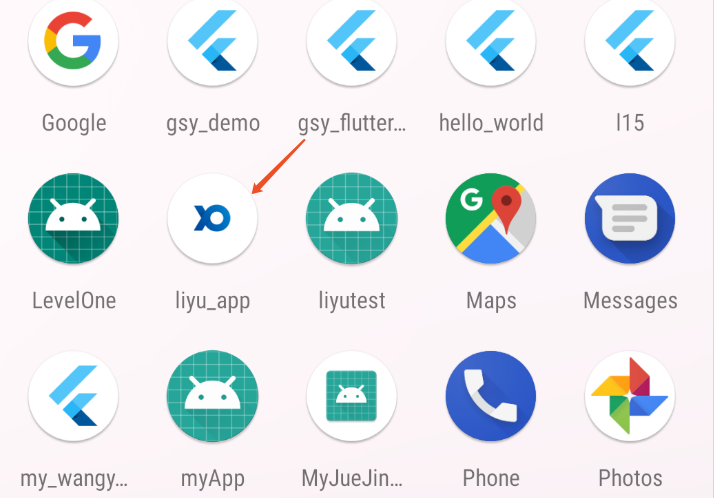 Google
gsy_demo
gsy_flutter...
hello_world
l15
LevelOne
liyu_app
liyutest
Maps
Messages
my_wangy...
myApp
MyJueJin...
Phone
Photos